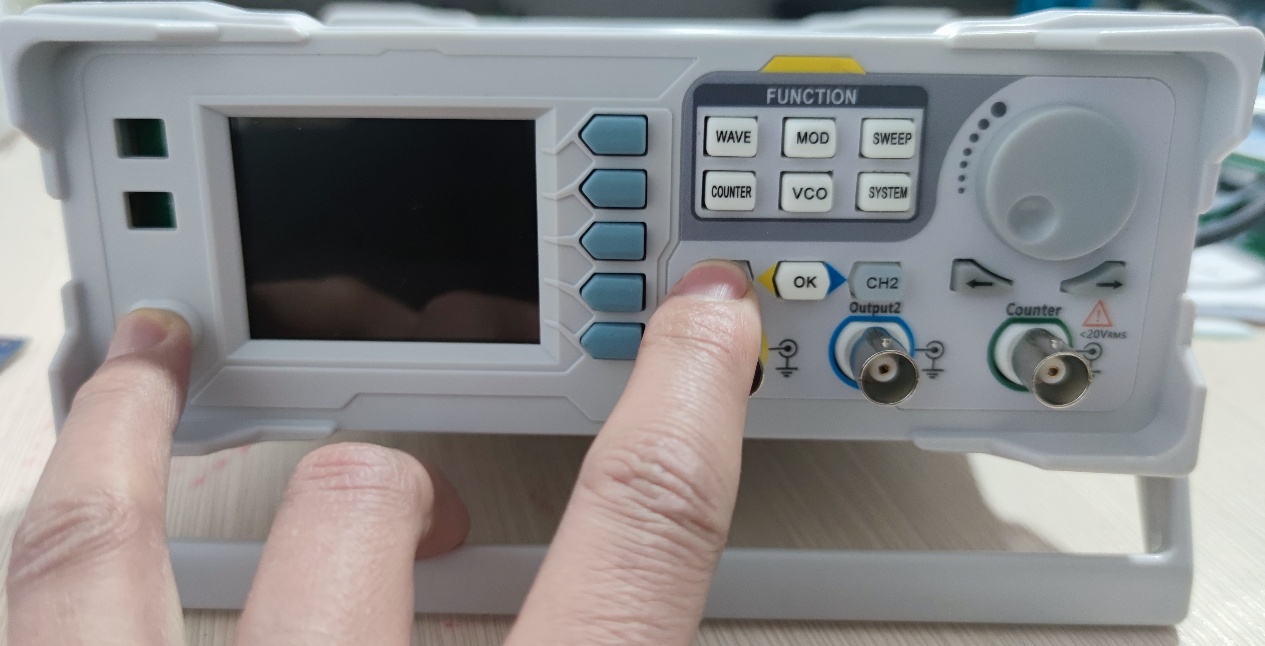 FUNCTION
WAVE MOD SWEEP
COUNTER VCO SYSTEM
OK CH2
Output2 Counter
<20VRMS